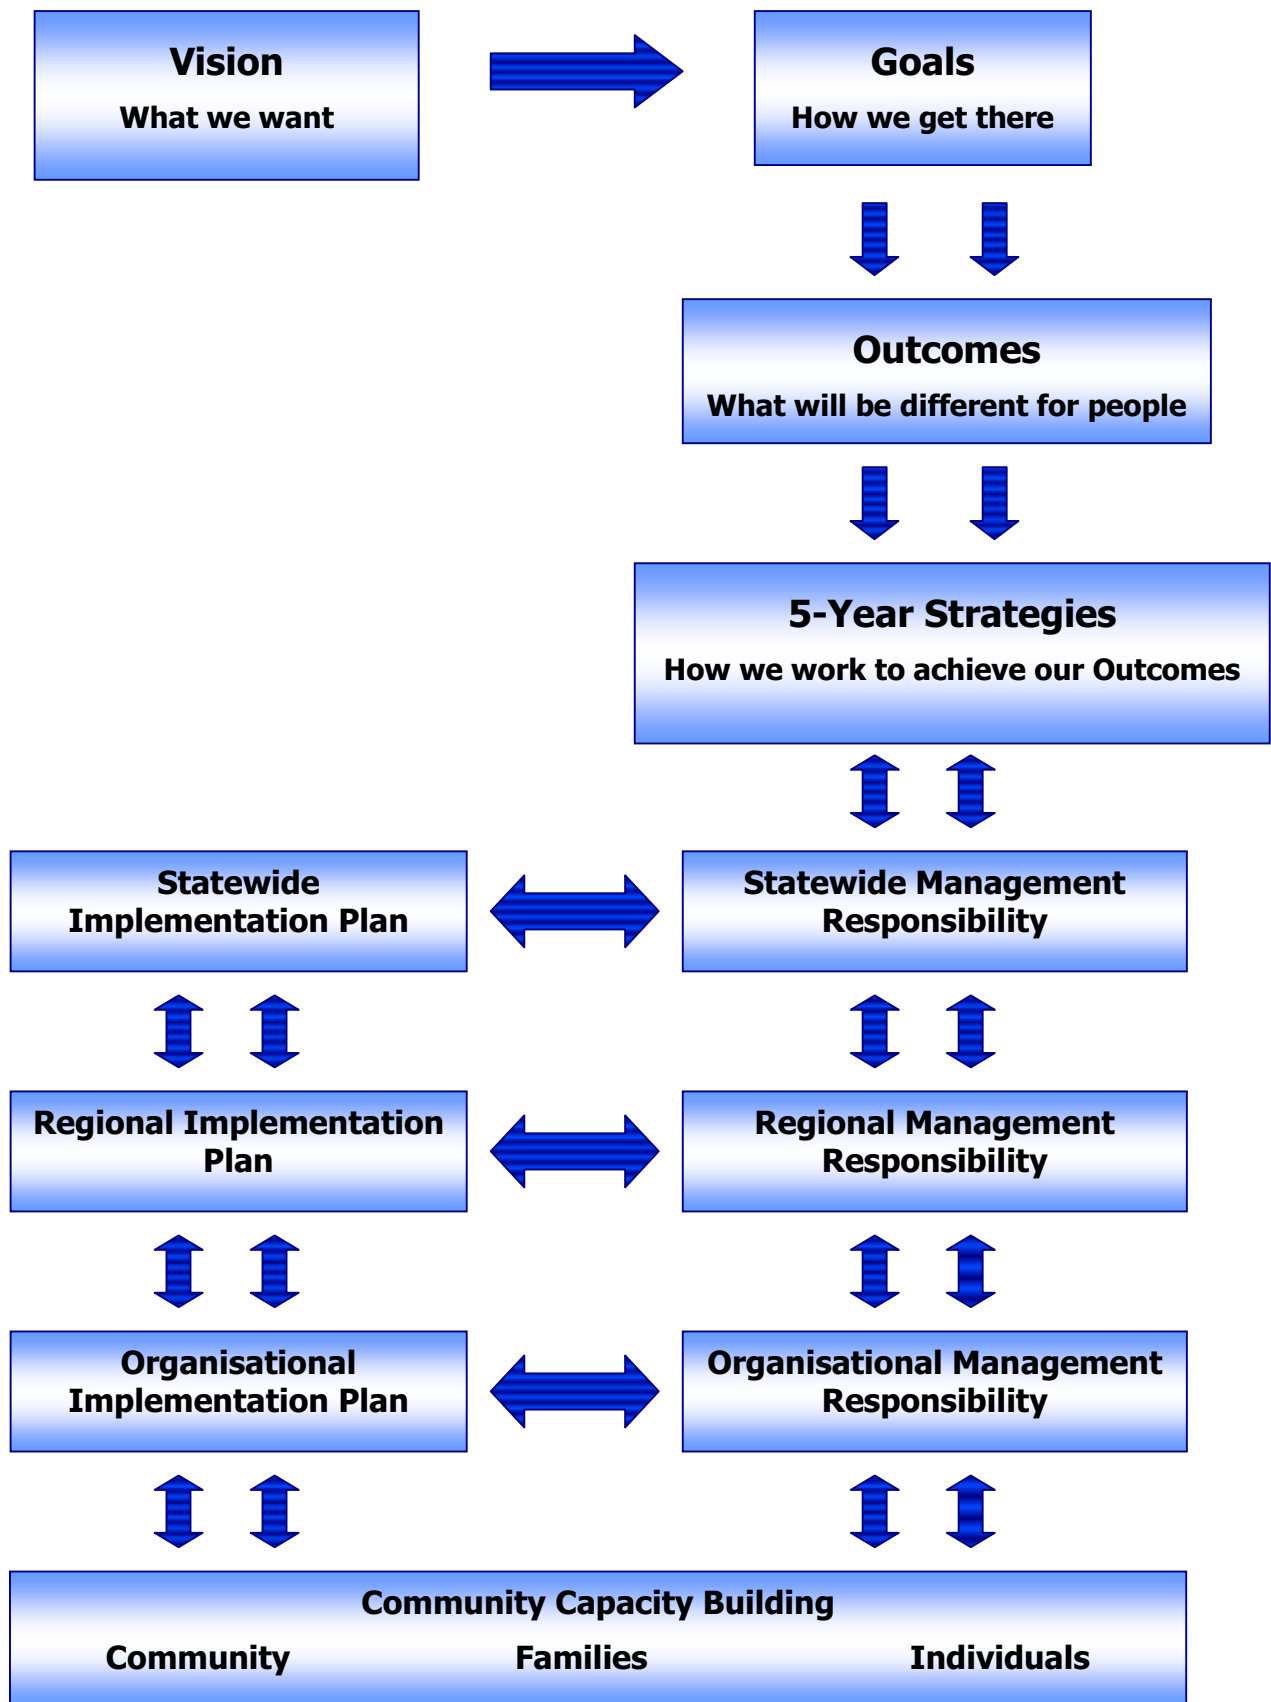 Vision
What we want
Goals
How we get there
Outcomes
What will be different for people
5-Year Strategies
How we work to achieve our Outcomes
Statewide
Implementation Plan
Statewide Management
Responsibility
Regional Implementation
Plan
Regional Management
Responsibility
Organisational
Implementation Plan
Organisational Management
Responsibility
Community Capacity Building
Community Families Individuals